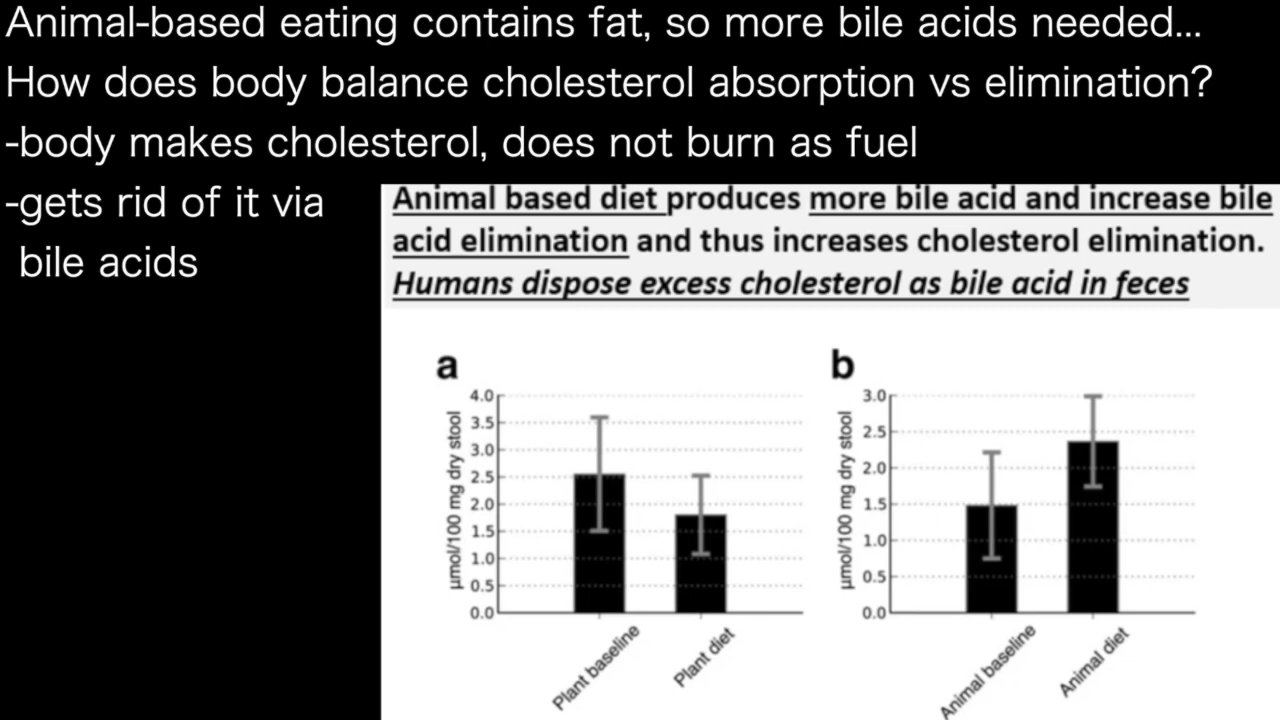 Animal-based eating contains fat, so more bile acids needed...
How does body balance cholesterol absorption vs elimination?
-body makes cholesterol, does not burn as fuel
-gets rid of it via
bile acids
Animal based diet produces more bile acid and increase bile
acid elimination and thus increases cholesterol elimination.
Humans dispose excess cholesterol as bile acid in feces
a
µmol/100 mg dry stool
4.0
3.5
3.0
2.5
2.0
1.5
1.0
0.5
0.0
Plant baseline
Plant diet
b
µmol/100 mg dry stool
3.0
2.5
2.0
1.5
1.0
0.5
0.0
Animal baseline
Animal diet